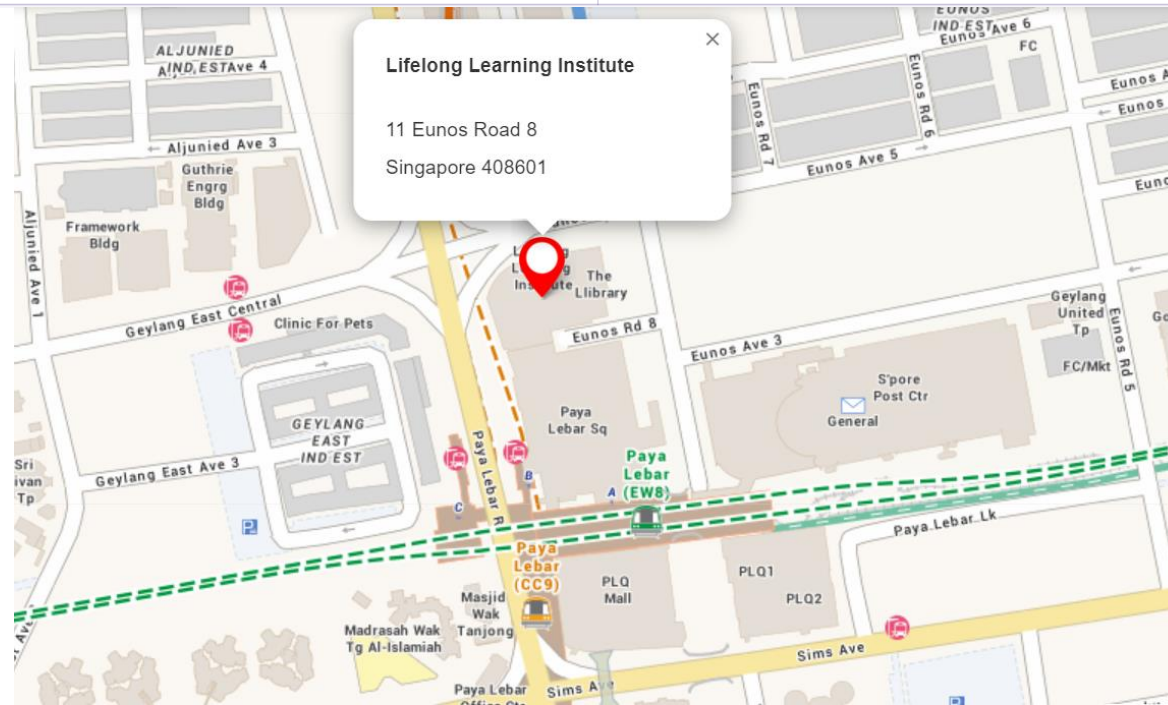 EUNOS
IND EST
Eunos Ave 6
FC
ALJUNIED
IND EST
Ave 4
×
Lifelong Learning Institute
11 Eunos Road 8
Singapore 408601
Eunos Rd 7
Eunos Rd 6
Eunos
Eunos Ave 5
← Aljunied Ave 3
Guthrie
Engrg
Bldg
Framework
Bldg
Aljunied Ave 1
Institute
The
Llibrary
Geylang East Central
Clinic For Pets
Eunos Rd 8
Eunos Ave 3
Geylang
United
Tp
Eunos Rd 5
FC/Mkt
S'pore
Post Ctr
General
Paya
Lebar Sq
GEYLANG
EAST
IND EST
Geylang East Ave 3
Sri
Tp
Paya Lebar R
B
A
C
P
Paya
Lebar
(EW8)
Paya Lebar Lk
Paya
Lebar
(CC9)
PLQ
Mall
PLQ1
PLQ2
Masjid
Wak
Tanjong
Madrasah Wak
Tg Al-Islamiah
Sims Ave
Paya Lebar
Sims Ave